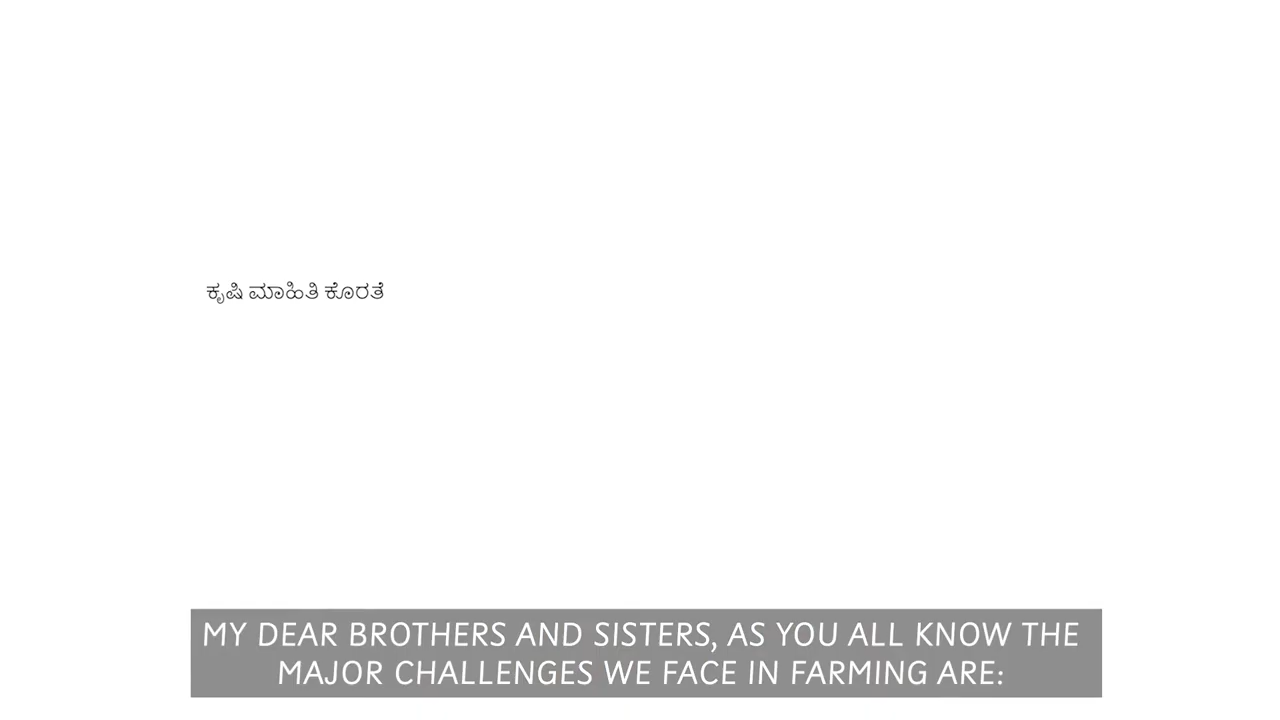 ಕೃಷಿ ಮಾಹಿತಿ ಕೊರತೆ
MY DEAR BROTHERS AND SISTERS, AS YOU ALL KNOW THE
MAJOR CHALLENGES WE FACE IN FARMING ARE: